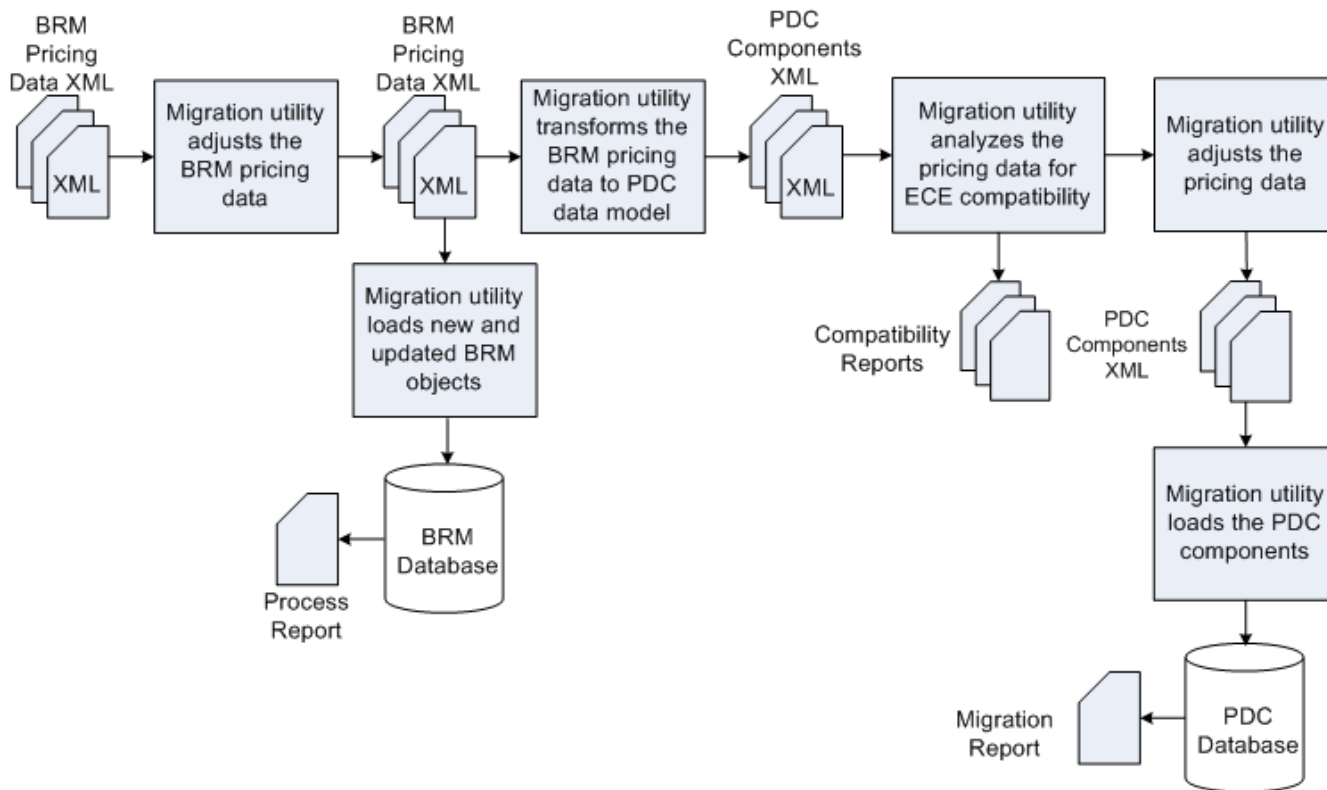 BRM
Pricing
Data XML
XML
Migration utility
adjusts the
BRM pricing
data
BRM
Pricing
Data XML
XML
Migration utility
transforms the
BRM pricing
data to PDC
data model
PDC
Components
XML
XML
Migration utility
analyzes the
pricing data for
ECE compatibility
Migration utility
adjusts the
pricing data
Migration utility
loads new and
updated BRM
objects
Compatibility
Reports
PDC
Components
XML
BRM
Database
Process
Report
Migration utility
loads the PDC
components
Migration
Report
PDC
Database